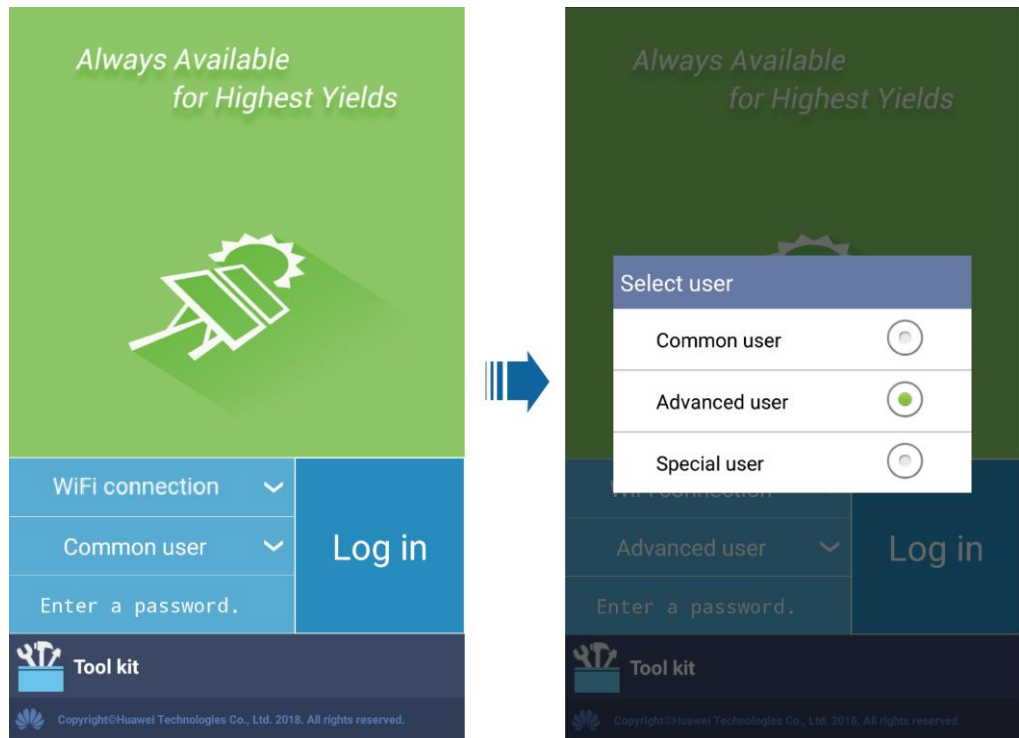 Always Available
for Highest Yields
WiFi connection
Common user
Enter a password.
Log in
Tool kit
Copyright©Huawei Technologies Co., Ltd. 2018. All rights reserved.
Always Available
for Highest Yields
Select user
Common user
Advanced user
Special user
WiFi connection
Advanced user
Enter a password.
Log in
Tool kit
Copyright©Huawei Technologies Co., Ltd. 2018. All rights reserved.